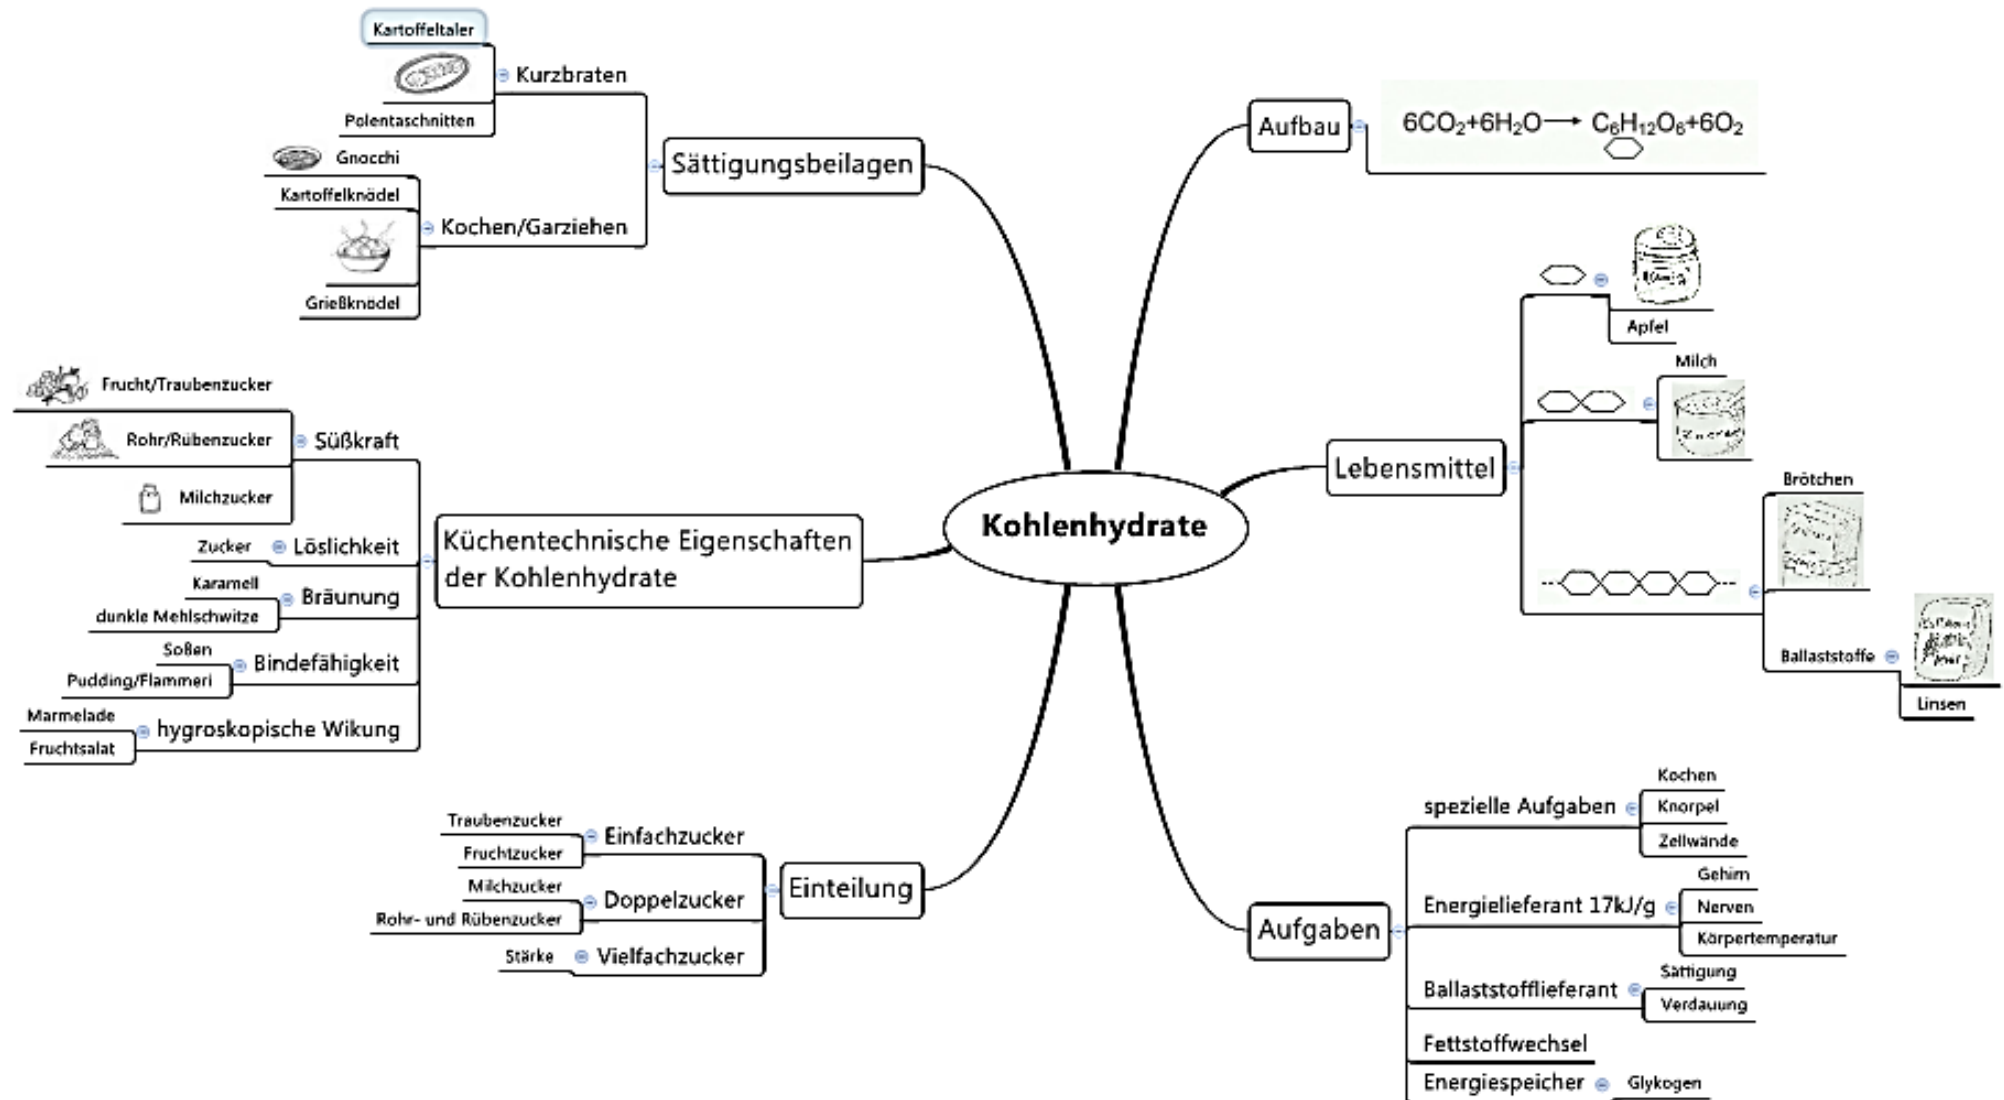 Kohlenhydrate
Aufbau
6CO₂+6H₂O→ C₆H₁₂O₆+6O₂
Lebensmittel
Apfel
Milch
Zucker
Brötchen
Ballaststoffe
Linsen
Aufgaben
spezielle Aufgaben
Kochen
Knorpel
Zellwände
Energielieferant 17kJ/g
Gehirn
Nerven
Körpertemperatur
Ballaststofflieferant
Sättigung
Verdauung
Fettstoffwechsel
Energiespeicher
Glykogen
Sättigungsbeilagen
Kurzbraten
Kartoffeltaler
Polentaschnitten
Kochen/Garziehen
Gnocchi
Kartoffelknödel
Grießknödel
Küchentechnische Eigenschaften
der Kohlenhydrate
Süßkraft
Frucht/Traubenzucker
Rohr/Rübenzucker
Milchzucker
Löslichkeit
Zucker
Bräunung
Karamell
dunkle Mehlschwitze
Bindefähigkeit
Soßen
Pudding/Flammeri
hygroskopische Wikung
Marmelade
Fruchtsalat
Einteilung
Einfachzucker
Traubenzucker
Fruchtzucker
Doppelzucker
Milchzucker
Rohr- und Rübenzucker
Vielfachzucker
Stärke